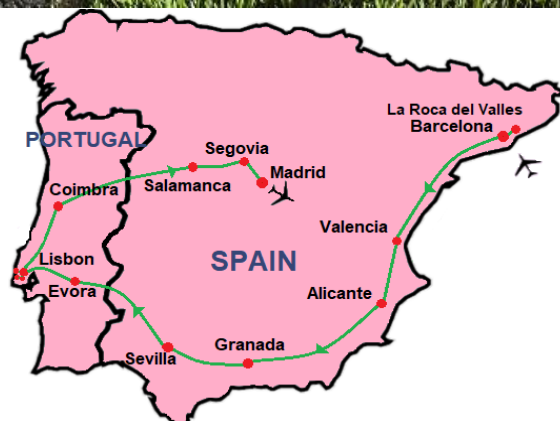 La Roca del Valles
Barcelona
PORTUGAL
Segovia
Madrid
Salamanca
Coimbra
Valencia
Lisbon
SPAIN
Evora
Alicante
Granada
Sevilla